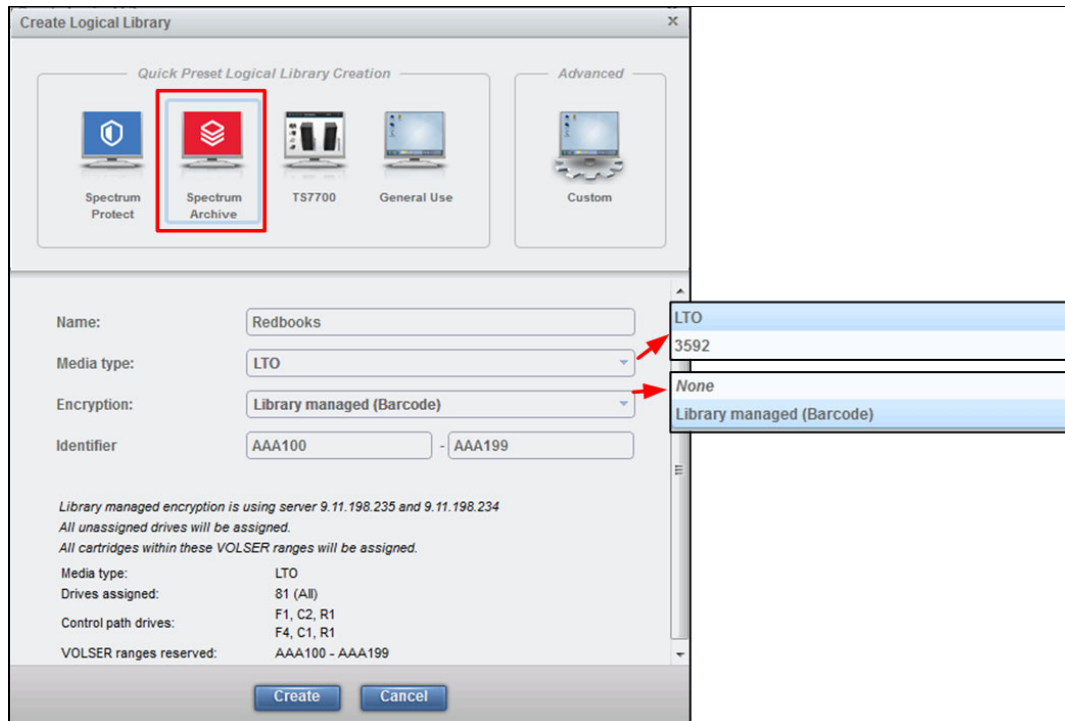 Create Logical Library x
Quick Preset Logical Library Creation
Spectrum
Protect
Spectrum
Archive
TS7700
General Use
Advanced
Custom
Name: Redbooks
Media type: LTO
LTO
3592
Encryption: Library managed (Barcode)
None
Library managed (Barcode)
Identifier AAA100 - AAA199
Library managed encryption is using server 9.11.198.235 and 9.11.198.234
All unassigned drives will be assigned.
All cartridges within these VOLSER ranges will be assigned.
Media type: LTO
Drives assigned: 81 (All)
Control path drives: F1, C2, R1
F4, C1, R1
VOLSER ranges reserved: AAA100 - AAA199
Create Cancel